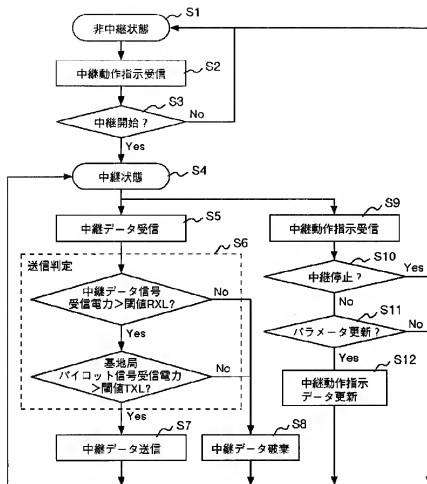 S1
非中継状態
S2
中継動作指示受信
S3
中継開始?
No
Yes
S4
中継状態
S5
中継データ受信
S6
送信判定
中継データ信号
受信電力>閾値RXL?
No
Yes
基地局
パイロット信号受信電力
>閾値TXL?
No
Yes
S7
中継データ送信
S8
中継データ破棄
S9
中継動作指示受信
S10
中継停止?
Yes
No
S11
パラメータ更新?
No
Yes
S12
中継動作指示
データ更新